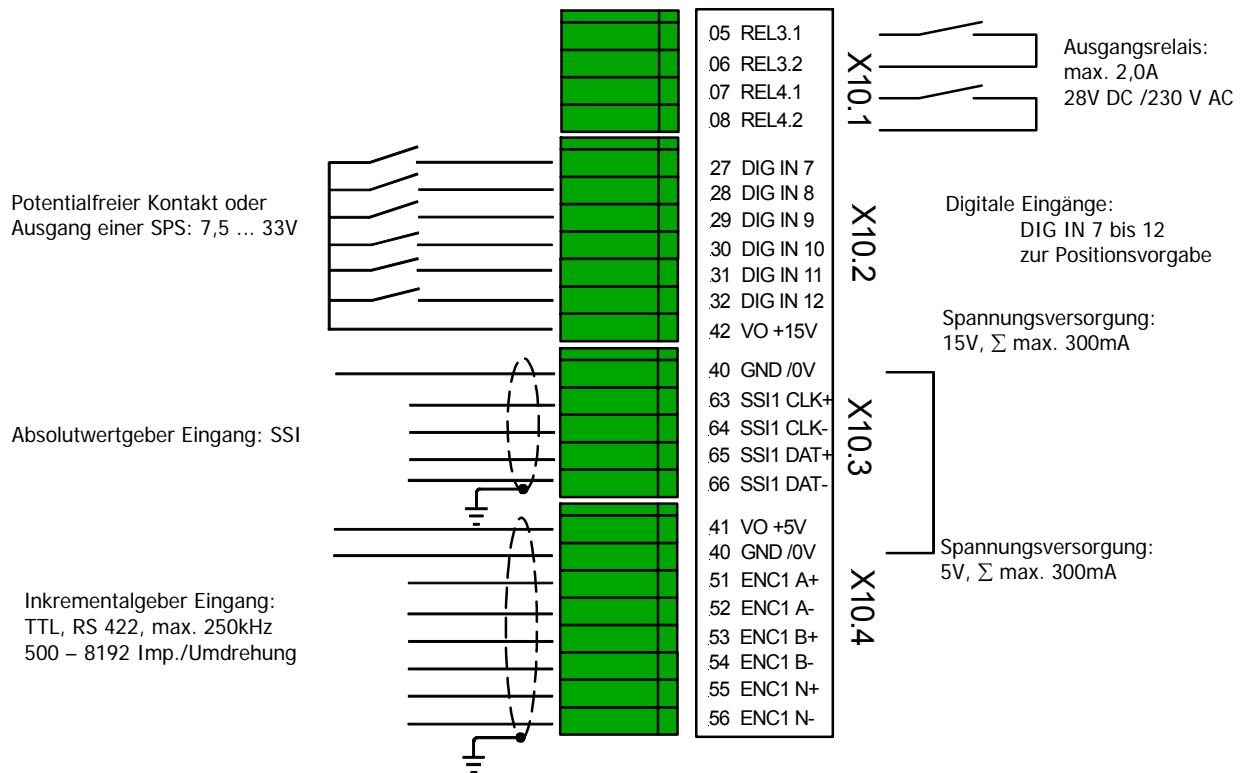 05 REL3.1
06 REL3.2
07 REL4.1
08 REL4.2
X10.1
Ausgangsrelais:
max. 2,0A
28V DC /230 V AC
Potentialfreier Kontakt oder
Ausgang einer SPS: 7,5 ... 33V
27 DIG IN 7
28 DIG IN 8
29 DIG IN 9
30 DIG IN 10
31 DIG IN 11
32 DIG IN 12
42 VO +15V
X10.2
Digitale Eingänge:
DIG IN 7 bis 12
zur Positionsvorgabe
Spannungsversorgung:
15V, ∑ max. 300mA
Absolutwertgeber Eingang: SSI
40 GND /0V
63 SSI1 CLK+
64 SSI1 CLK-
65 SSI1 DAT+
66 SSI1 DAT-
X10.3
Inkrementalgeber Eingang:
TTL, RS 422, max. 250kHz
500 – 8192 Imp./Umdrehung
41 VO +5V
40 GND /0V
51 ENC1 A+
52 ENC1 A-
53 ENC1 B+
54 ENC1 B-
55 ENC1 N+
56 ENC1 N-
X10.4
Spannungsversorgung:
5V, ∑ max. 300mA